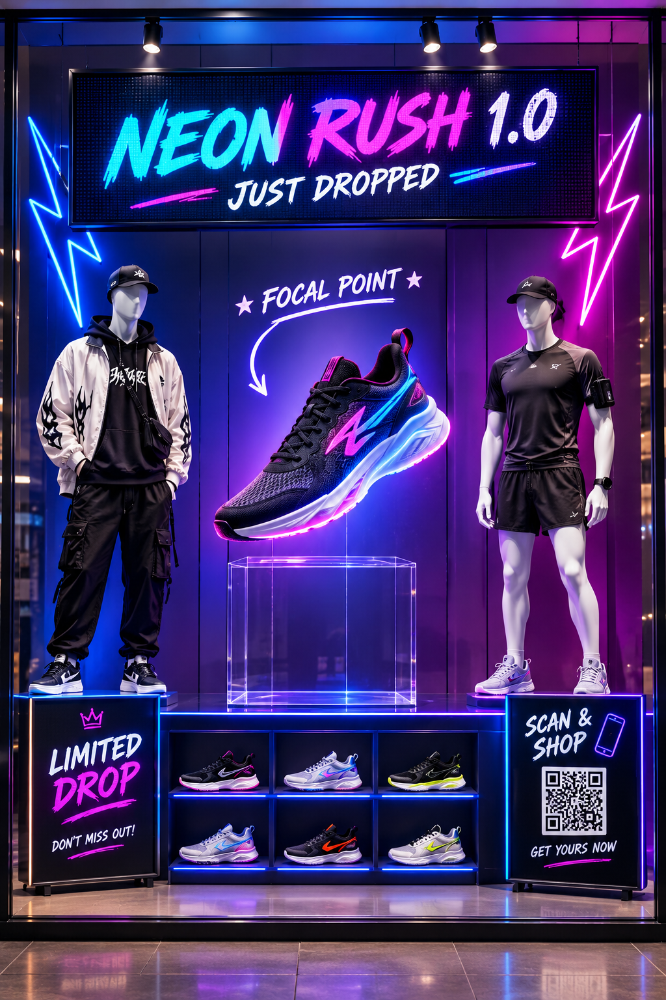 NEON RUSH 1.0
JUST DROPPED
FOCAL POINT
LIMITED
DROP
DON'T MISS OUT!
SCAN &
SHOP
GET YOURS NOW